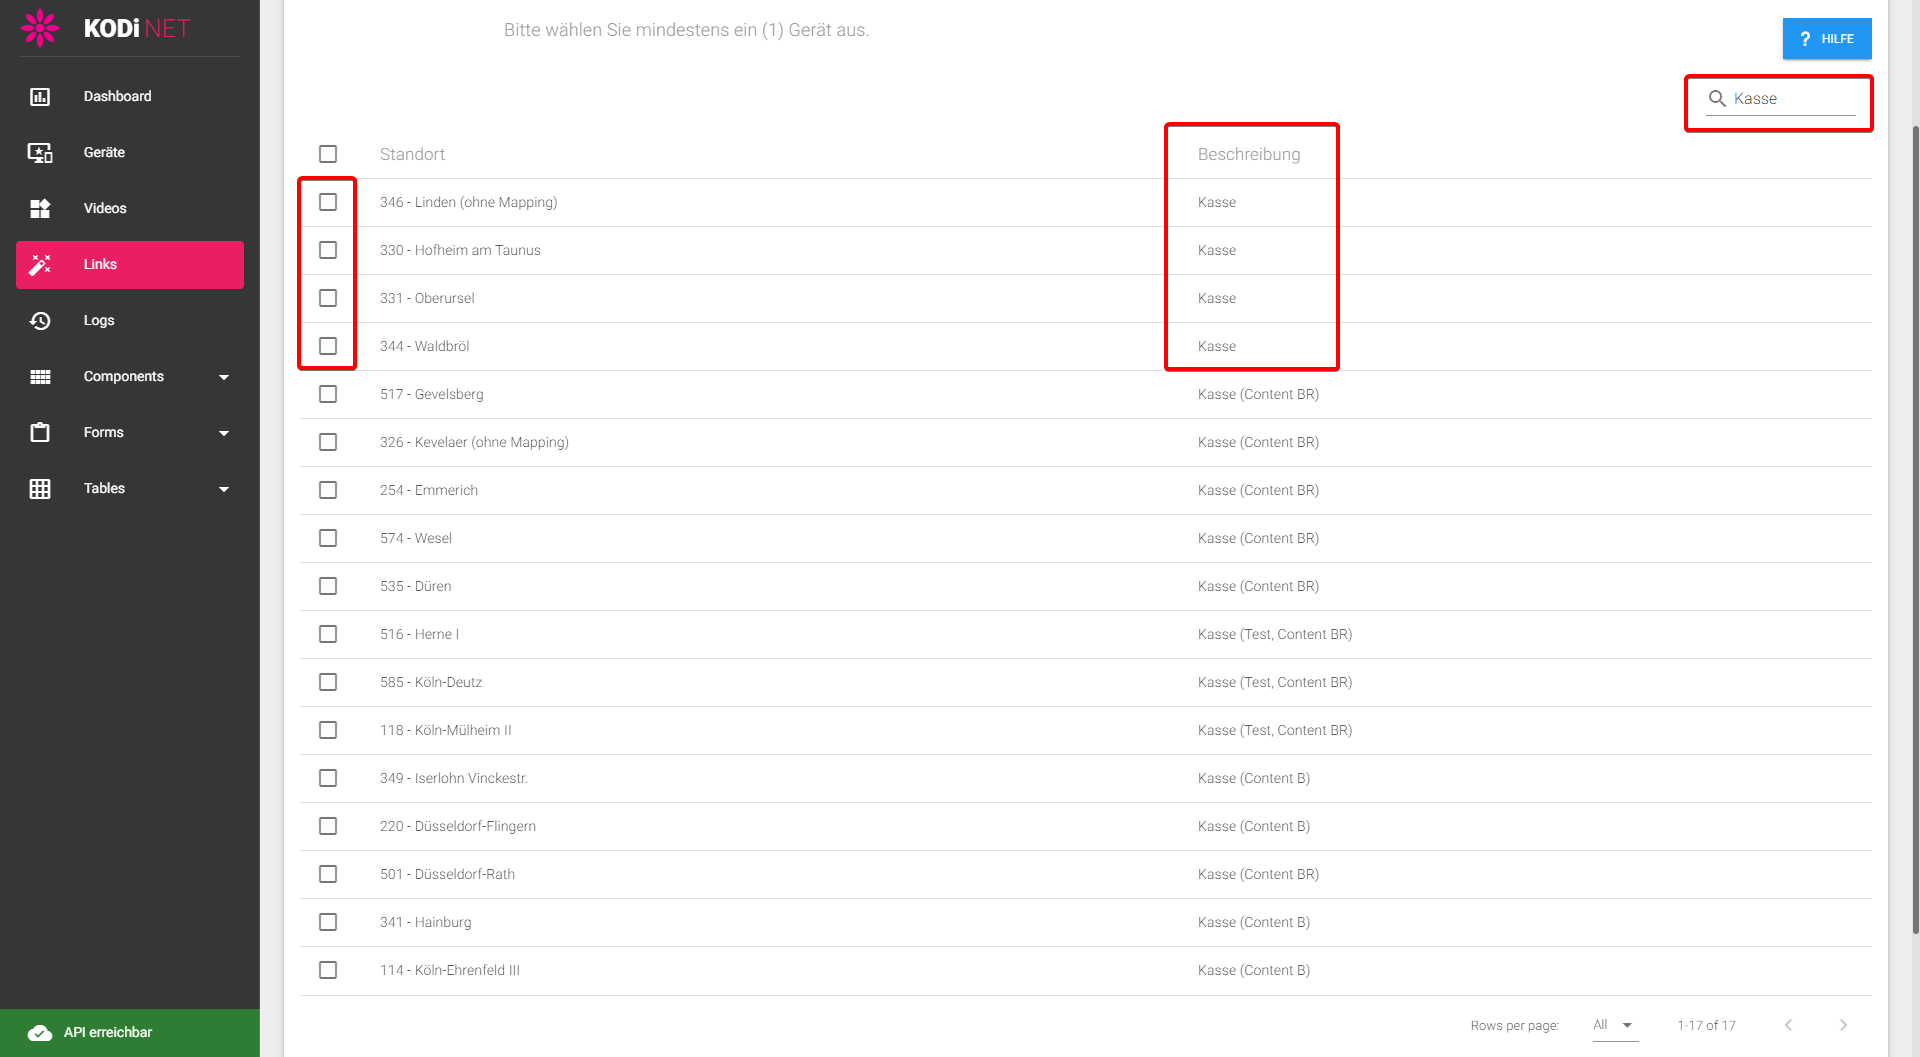 KODi NET
Dashboard
Geräte
Videos
Links
Logs
Components
Forms
Tables
API erreichbar
Bitte wählen Sie mindestens ein (1) Gerät aus.
? HILFE
Kasse
Standort Beschreibung
346 - Linden (ohne Mapping) Kasse
330 - Hofheim am Taunus Kasse
331 - Oberursel Kasse
344 - Waldbröl Kasse
517 - Gevelsberg Kasse (Content BR)
326 - Kevelaer (ohne Mapping) Kasse (Content BR)
254 - Emmerich Kasse (Content BR)
574 - Wesel Kasse (Content BR)
535 - Düren Kasse (Content BR)
516 - Herne I Kasse (Test, Content BR)
585 - Köln-Deutz Kasse (Test, Content BR)
118 - Köln-Mülheim II Kasse (Test, Content BR)
349 - Iserlohn Vinckestr. Kasse (Content B)
220 - Düsseldorf-Flingern Kasse (Content B)
501 - Düsseldorf-Rath Kasse (Content BR)
341 - Hainburg Kasse (Content B)
114 - Köln-Ehrenfeld III Kasse (Content B)
Rows per page: All 1-17 of 17